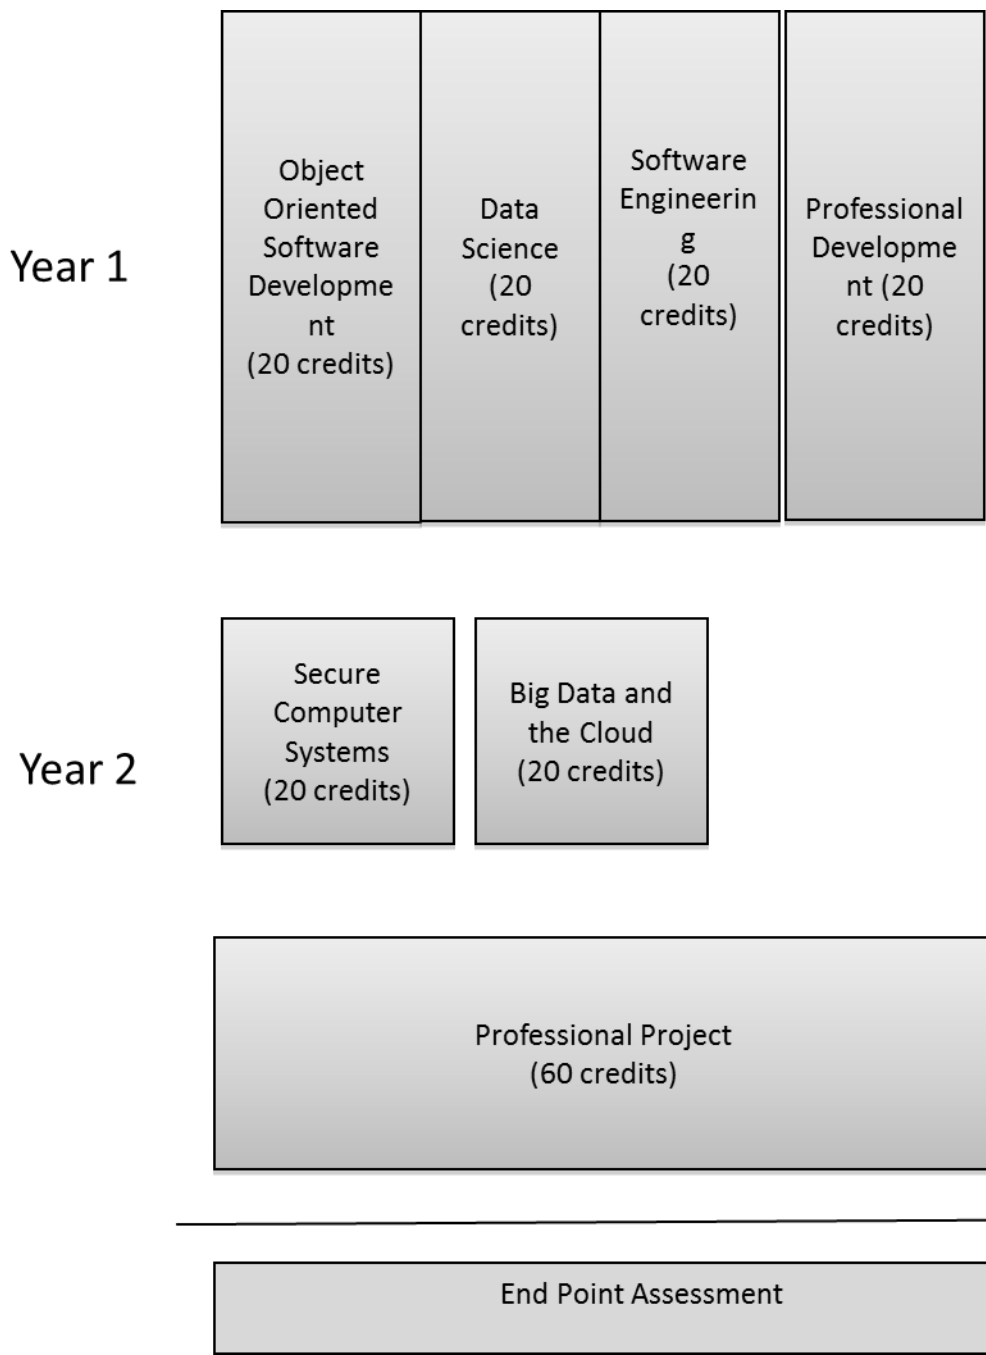 Year 1
Object
Oriented
Software
Developme
nt
(20 credits)
Data
Science
(20
credits)
Software
Engineerin
g
(20
credits)
Professional
Developme
nt (20
credits)
Year 2
Secure
Computer
Systems
(20 credits)
Big Data and
the Cloud
(20 credits)
Professional Project
(60 credits)
End Point Assessment